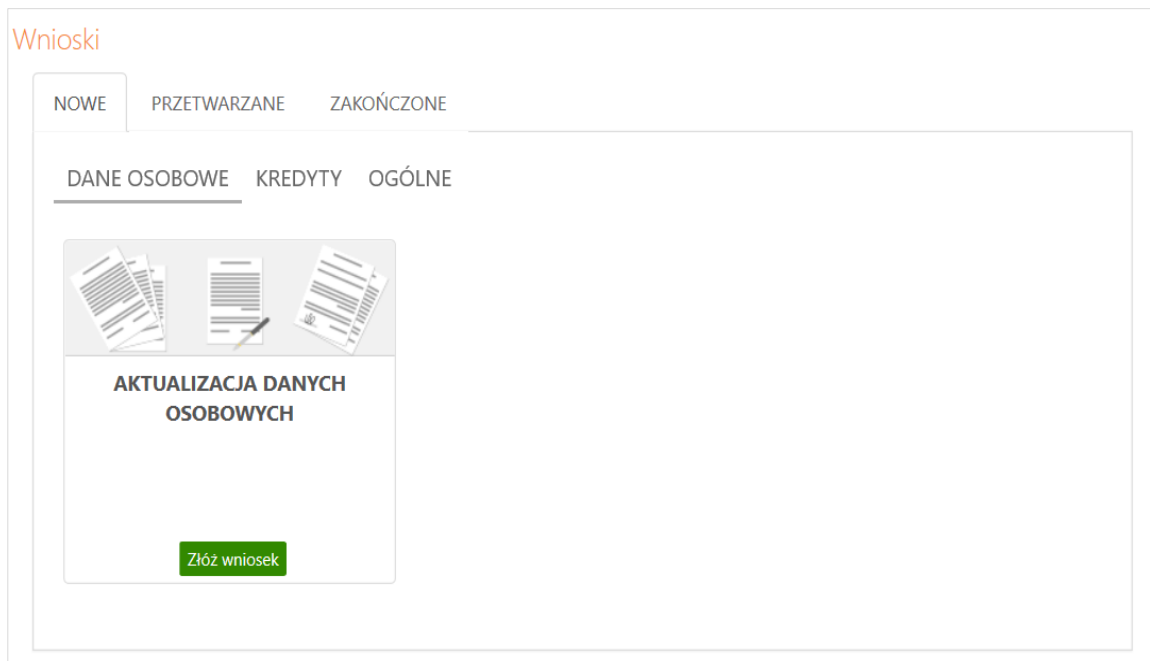 Wnioski
NOWE PRZETWARZANE ZAKOŃCZONE
DANE OSOBOWE KREDYTY OGÓLNE
AKTUALIZACJA DANYCH
OSOBOWYCH
Złóż wniosek